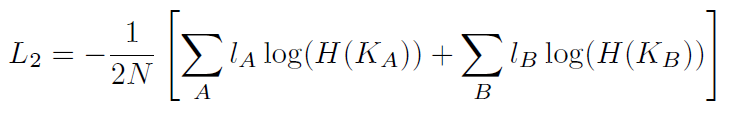 L_2 = -\frac{1}{2N} \left[ \sum_A l_A \log(H(K_A)) + \sum_B l_B \log(H(K_B)) \right]